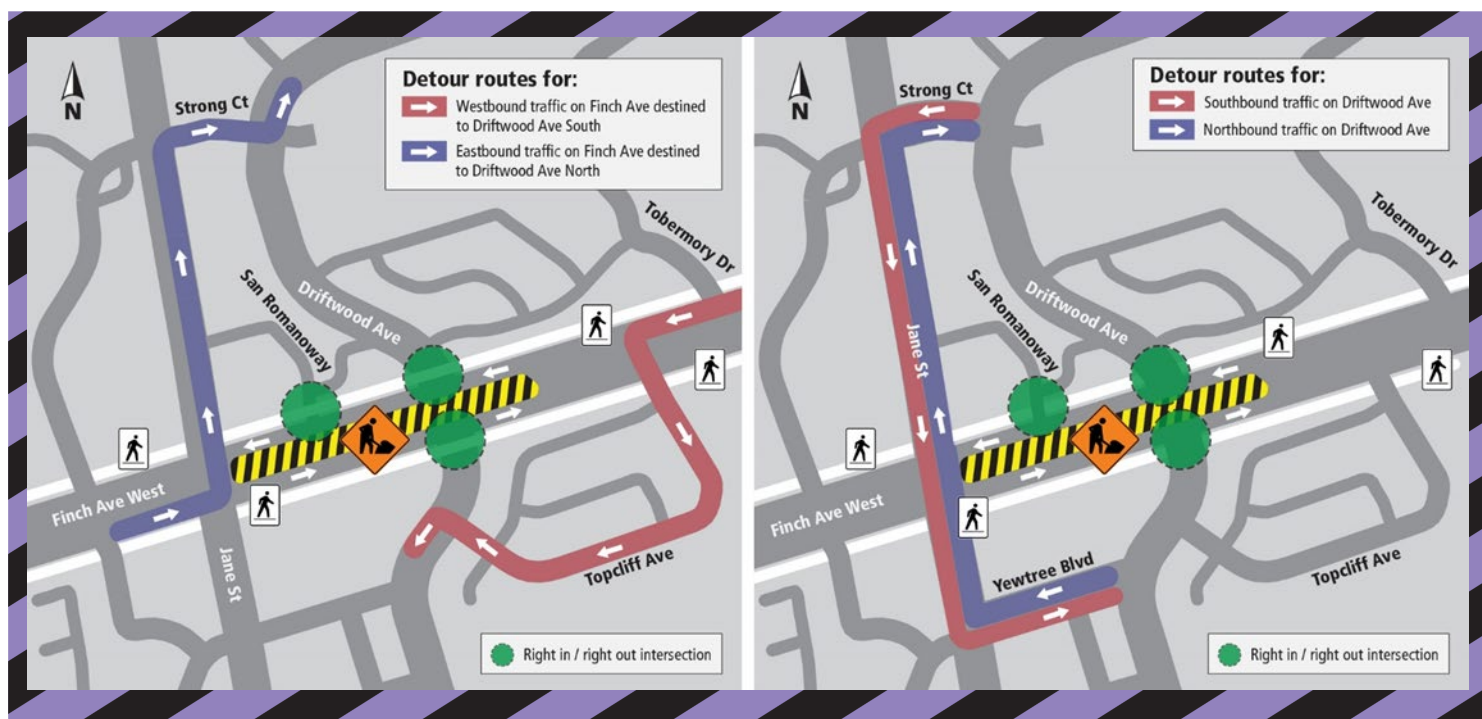 Detour routes for:
Westbound traffic on Finch Ave destined
to Driftwood Ave South
Eastbound traffic on Finch Ave destined
to Driftwood Ave North
N
Strong Ct
Tobermory Dr
San Romanoway
Driftwood Ave
Finch Ave West
Jane St
Topcliff Ave
Right in / right out intersection
Detour routes for:
Southbound traffic on Driftwood Ave
Northbound traffic on Driftwood Ave
N
Strong Ct
Tobermory Dr
San Romanoway
Driftwood Ave
Jane St
Finch Ave West
Yewtree Blvd
Topcliff Ave
Right in / right out intersection